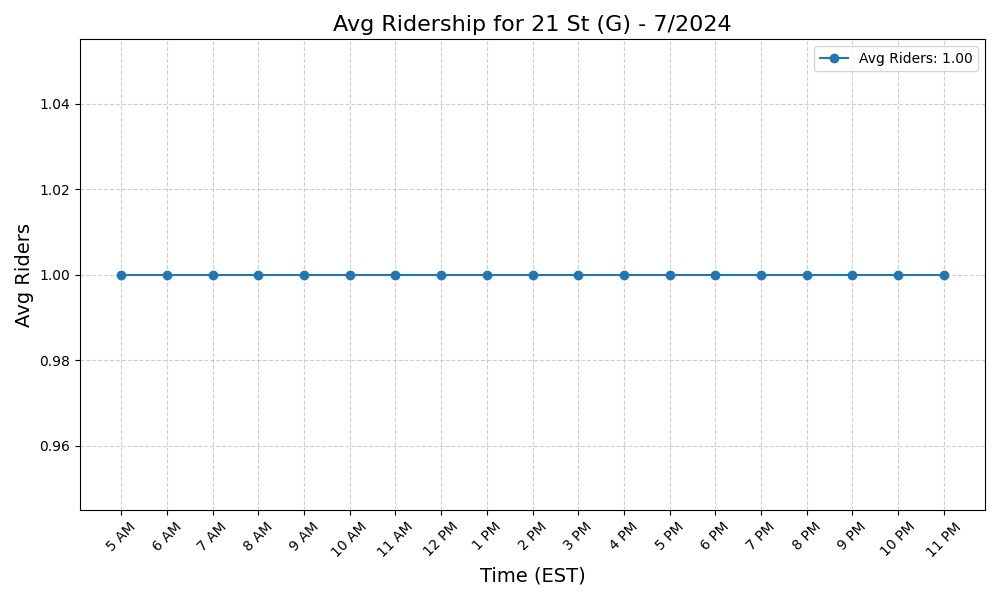 Avg Ridership for 21 St (G) - 7/2024
Avg Riders: 1.00
Avg Riders
1.04
1.02
1.00
0.98
0.96
5 AM
6 AM
7 AM
8 AM
9 AM
10 AM
11 AM
12 PM
1 PM
2 PM
3 PM
4 PM
5 PM
6 PM
7 PM
8 PM
9 PM
10 PM
11 PM
Time (EST)